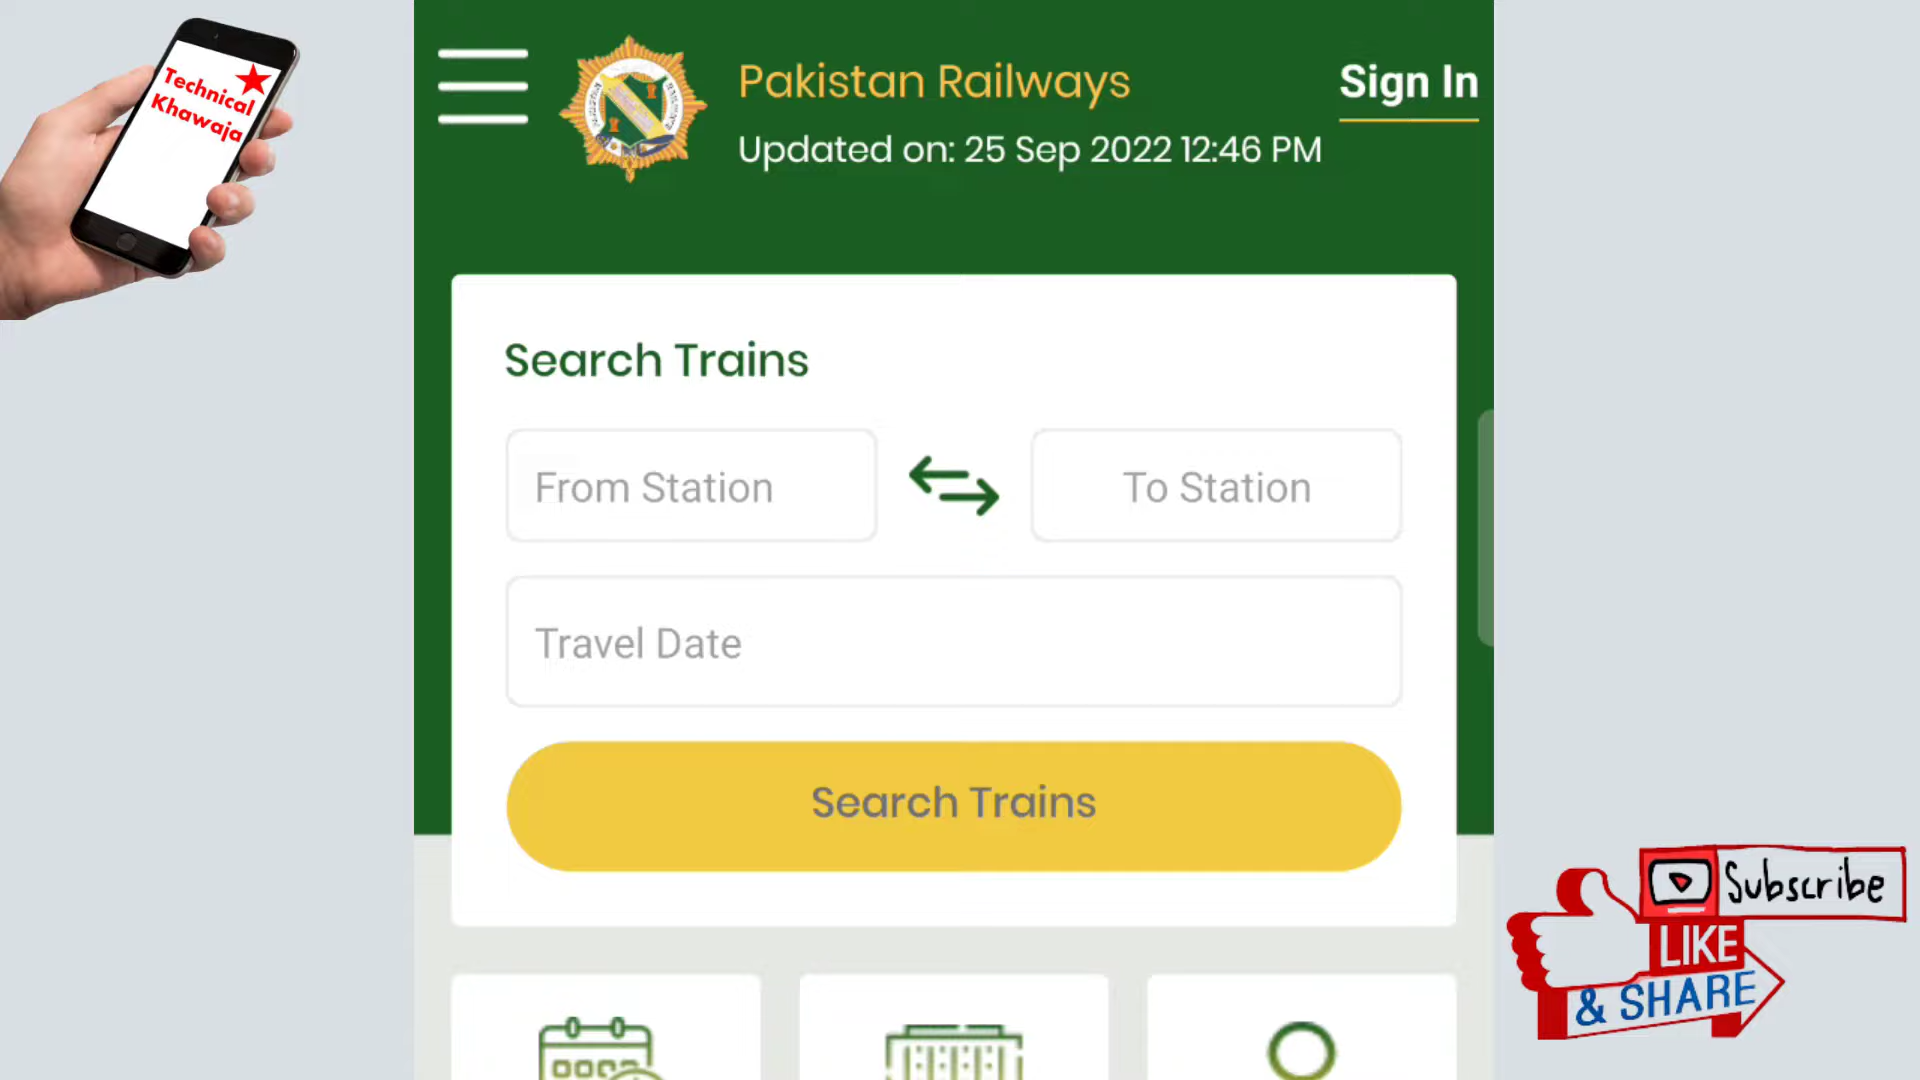 Technical
Khawaja
Pakistan Railways
Updated on: 25 Sep 2022 12:46 PM
Sign In
Search Trains
From Station
To Station
Travel Date
Search Trains
Subscribe
LIKE
& SHARE